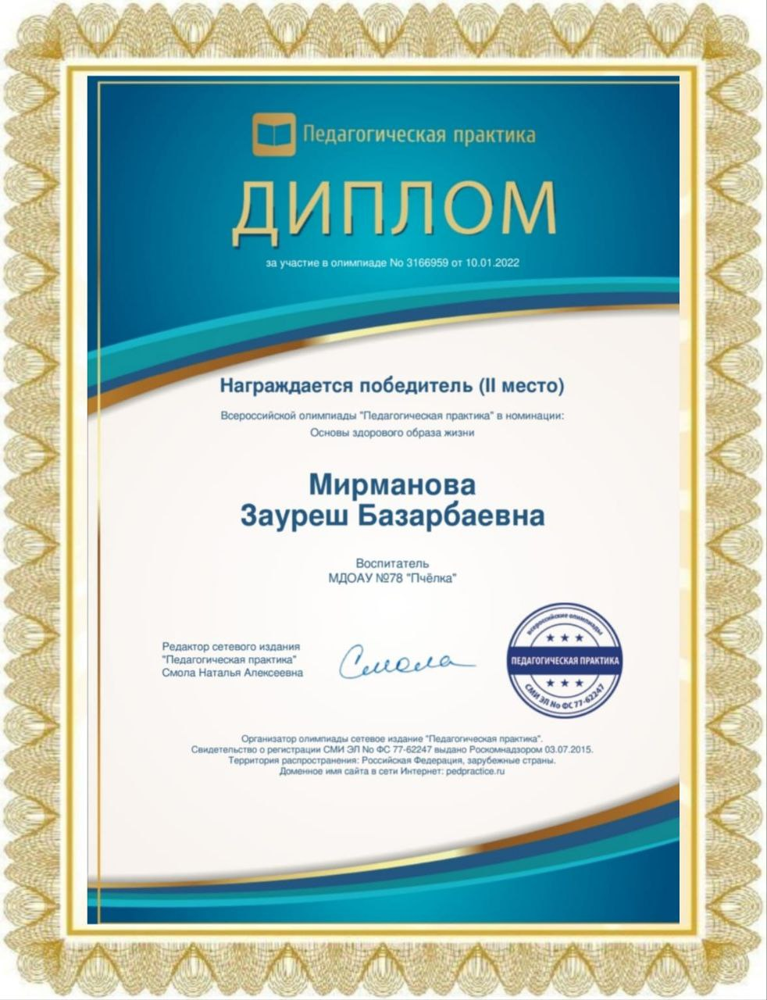 Педагогическая практика
ДИПЛОМ
за участие в олимпиаде No 3166959 от 10.01.2022
Награждается победитель (II место)
Всероссийской олимпиады "Педагогическая практика" в номинации:
Основы здорового образа жизни
Мирманова
Зауреш Базарбаевна
Воспитатель
МДОАУ №78 "Пчёлка"
Редактор сетевого издания
"Педагогическая практика"
Смола Наталья Алексеевна
Смола
всероссийские олимпиады
ПЕДАГОГИЧЕСКАЯ ПРАКТИКА
СМИ ЭЛ No ФС 77-62247
Организатор олимпиады сетевое издание "Педагогическая практика".
Свидетельство о регистрации СМИ ЭЛ No ФС 77-62247 выдано Роскомнадзором 03.07.2015.
Территория распространения: Российская Федерация, зарубежные страны.
Доменное имя сайта в сети Интернет: pedpractice.ru